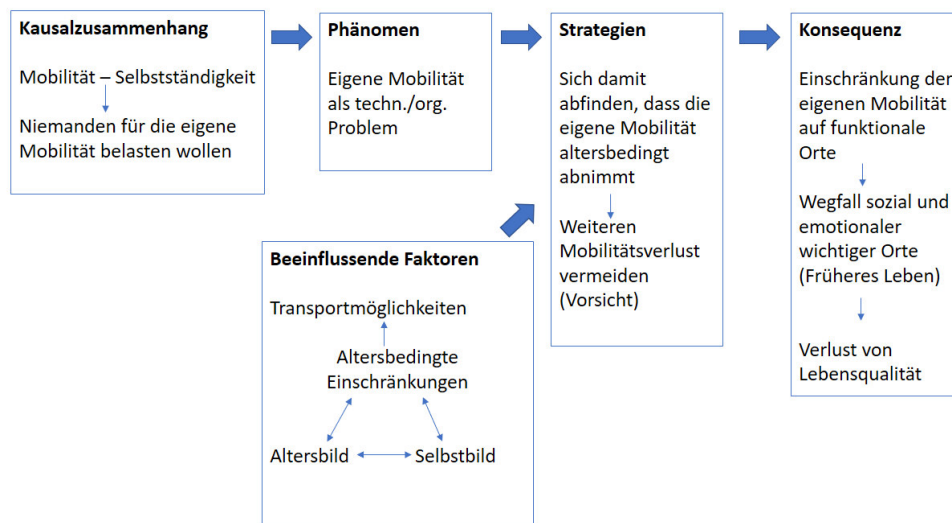 Kausalzusammenhang
Mobilität – Selbstständigkeit
Niemanden für die eigene
Mobilität belasten wollen
Phänomen
Eigene Mobilität
als techn./org.
Problem
Beeinflussende Faktoren
Transportmöglichkeiten
Altersbedingte
Einschränkungen
Altersbild
Selbstbild
Strategien
Sich damit
abfinden, dass die
eigene Mobilität
altersbedingt
abnimmt
Weiteren
Mobilitätsverlust
vermeiden
(Vorsicht)
Konsequenz
Einschränkung der
eigenen Mobilität
auf funktionale
Orte
Wegfall sozial und
emotionaler
wichtiger Orte
(Früheres Leben)
Verlust von
Lebensqualität